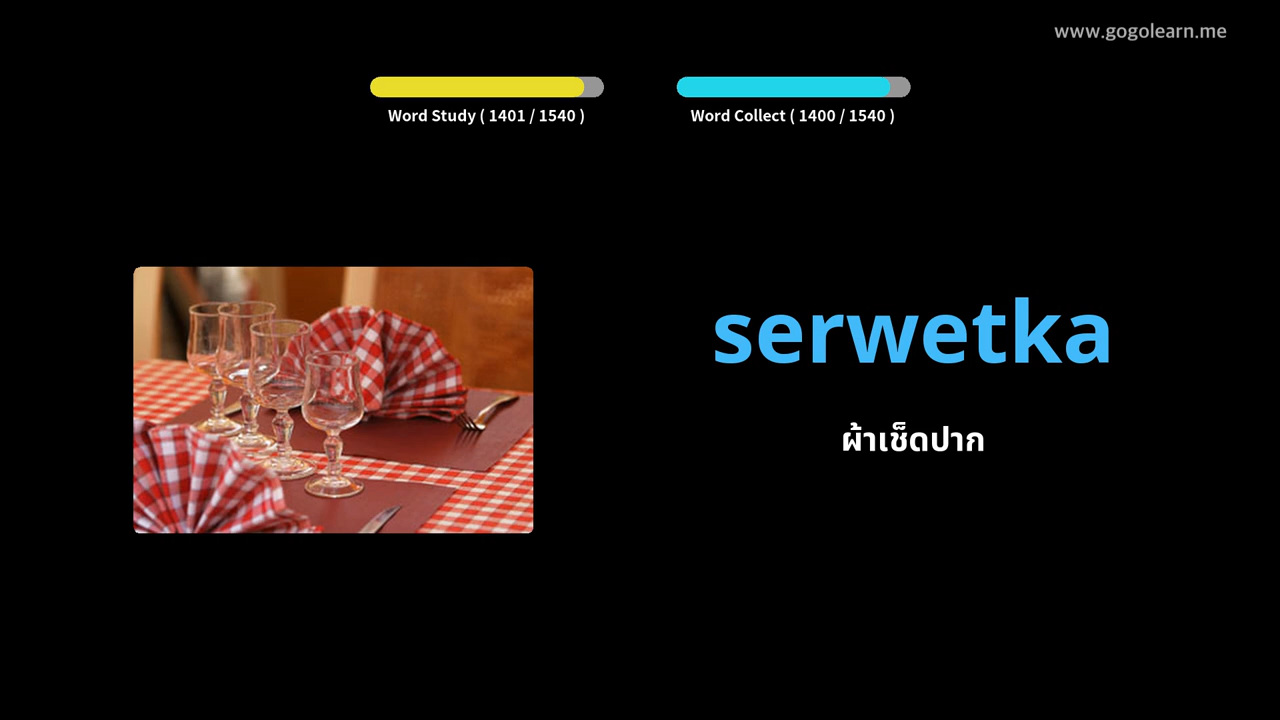 www.gogolearn.me
Word Study ( 1401 / 1540 )
Word Collect ( 1400 / 1540 )
serwetka
ผ้าเช็ดปาก